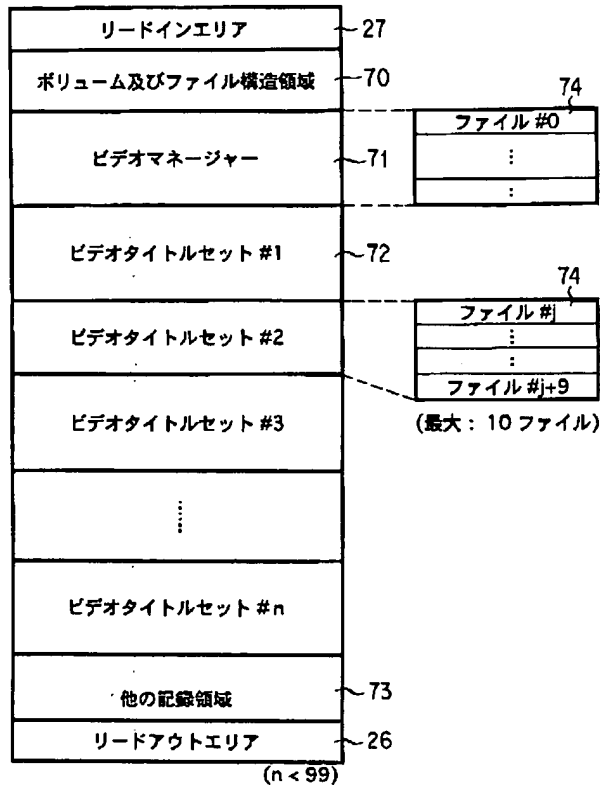 リードインエリア
27
ボリューム及びファイル構造領域
70
74
ファイル #0
ビデオマネージャー
71
⋮
:
ビデオタイトルセット #1
72
74
ファイル #j
⋮
:
ファイル #j+9
(最大: 10 ファイル)
ビデオタイトルセット #2
ビデオタイトルセット #3
⋮
ビデオタイトルセット #n
他の記録領域
73
リードアウトエリア
26
(n < 99)